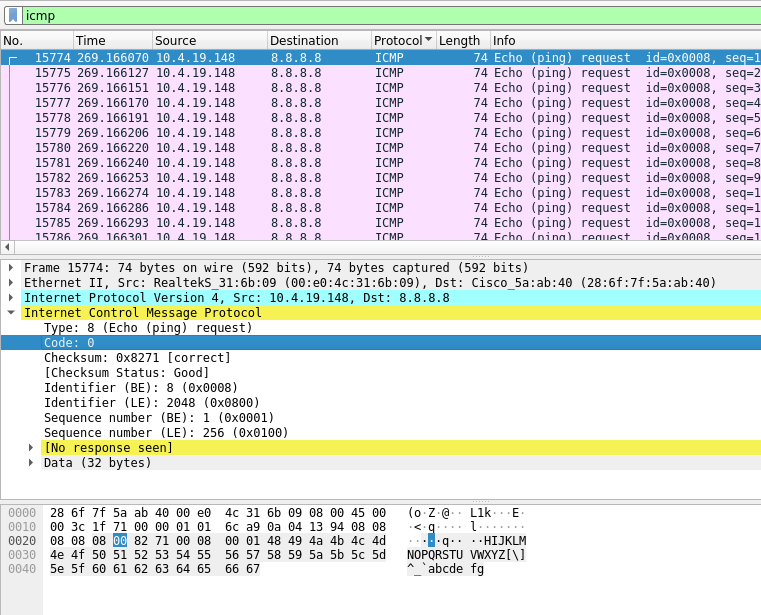 icmp
No. Time Source Destination Protocol Length Info
15774 269.166070 10.4.19.148 8.8.8.8 ICMP 74 Echo (ping) request id=0x0008, seq=1
15775 269.166127 10.4.19.148 8.8.8.8 ICMP 74 Echo (ping) request id=0x0008, seq=2
15776 269.166151 10.4.19.148 8.8.8.8 ICMP 74 Echo (ping) request id=0x0008, seq=3
15777 269.166170 10.4.19.148 8.8.8.8 ICMP 74 Echo (ping) request id=0x0008, seq=4
15778 269.166191 10.4.19.148 8.8.8.8 ICMP 74 Echo (ping) request id=0x0008, seq=5
15779 269.166206 10.4.19.148 8.8.8.8 ICMP 74 Echo (ping) request id=0x0008, seq=6
15780 269.166220 10.4.19.148 8.8.8.8 ICMP 74 Echo (ping) request id=0x0008, seq=7
15781 269.166240 10.4.19.148 8.8.8.8 ICMP 74 Echo (ping) request id=0x0008, seq=8
15782 269.166253 10.4.19.148 8.8.8.8 ICMP 74 Echo (ping) request id=0x0008, seq=9
15783 269.166274 10.4.19.148 8.8.8.8 ICMP 74 Echo (ping) request id=0x0008, seq=1
15784 269.166286 10.4.19.148 8.8.8.8 ICMP 74 Echo (ping) request id=0x0008, seq=1
15785 269.166293 10.4.19.148 8.8.8.8 ICMP 74 Echo (ping) request id=0x0008, seq=1
15786 269.166301 10.4.19.148 8.8.8.8 ICMP 74 Echo (ping) request id=0x0008, seq=1
Frame 15774: 74 bytes on wire (592 bits), 74 bytes captured (592 bits)
Ethernet II, Src: RealtekS_31:6b:09 (00:e0:4c:31:6b:09), Dst: Cisco_5a:ab:40 (28:6f:7f:5a:ab:40)
Internet Protocol Version 4, Src: 10.4.19.148, Dst: 8.8.8.8
Internet Control Message Protocol
Type: 8 (Echo (ping) request)
Code: 0
Checksum: 0x8271 [correct]
[Checksum Status: Good]
Identifier (BE): 8 (0x0008)
Identifier (LE): 2048 (0x0800)
Sequence number (BE): 1 (0x0001)
Sequence number (LE): 256 (0x0100)
[No response seen]
Data (32 bytes)
0000 28 6f 7f 5a ab 40 00 e0 4c 31 6b 09 08 00 45 00 (o·Z·@·· L1k···E·
0010 00 3c 1f 71 00 00 01 01 6c a9 0a 04 13 94 08 08 ·<·q···· l·······
0020 08 08 08 00 82 71 00 08 00 01 48 49 4a 4b 4c 4d ·····q·· ··HIJKLM
0030 4e 4f 50 51 52 53 54 55 56 57 58 59 5a 5b 5c 5d NOPQRSTU VWXYZ[\]
0040 5e 5f 60 61 62 63 64 65 66 67 ^_`abcde fg